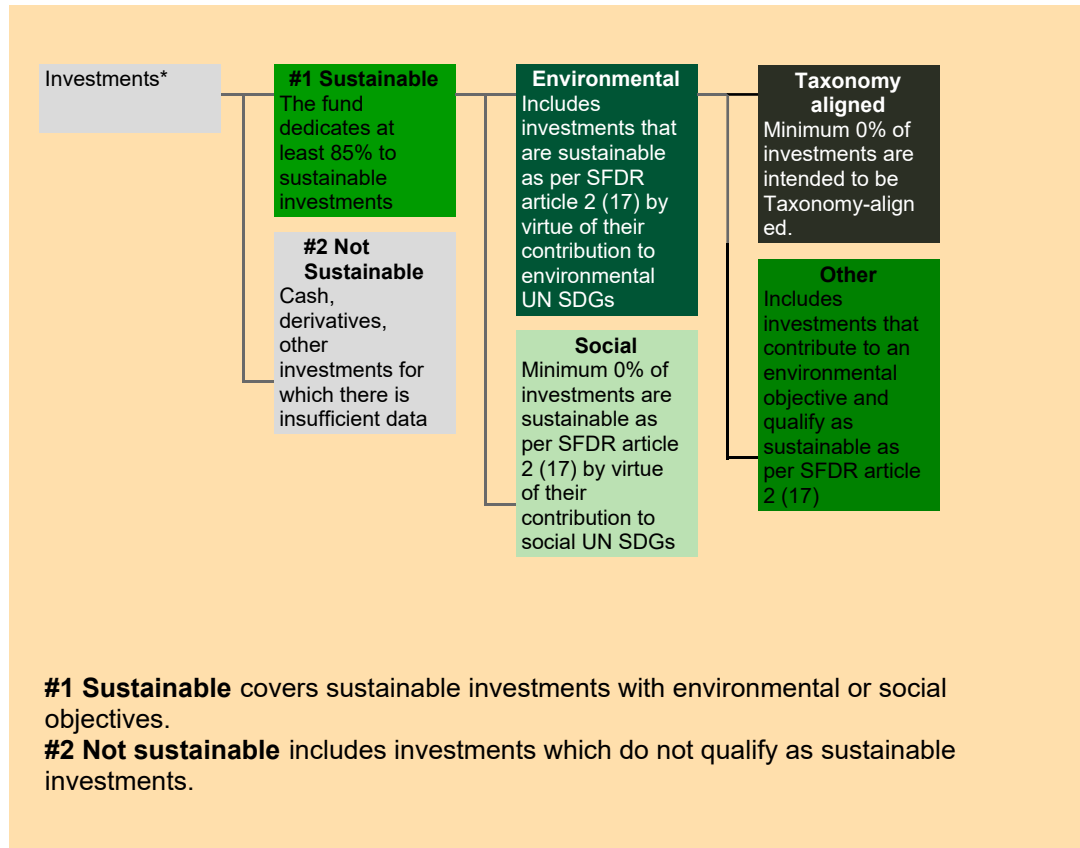 Investments*
#1 Sustainable
The fund
dedicates at
least 85% to
sustainable
investments
#2 Not
Sustainable
Cash,
derivatives,
other
investments for
which there is
insufficient data
Environmental
Includes
investments that
are sustainable
as per SFDR
article 2 (17) by
virtue of their
contribution to
environmental
UN SDGs
Social
Minimum 0% of
investments are
sustainable as
per SFDR article
2 (17) by virtue
of their
contribution to
social UN SDGs
Taxonomy
aligned
Minimum 0% of
investments are
intended to be
Taxonomy-align
ed.
Other
Includes
investments that
contribute to an
environmental
objective and
qualify as
sustainable as
per SFDR article
2 (17)
#1 Sustainable covers sustainable investments with environmental or social
objectives.
#2 Not sustainable includes investments which do not qualify as sustainable
investments.